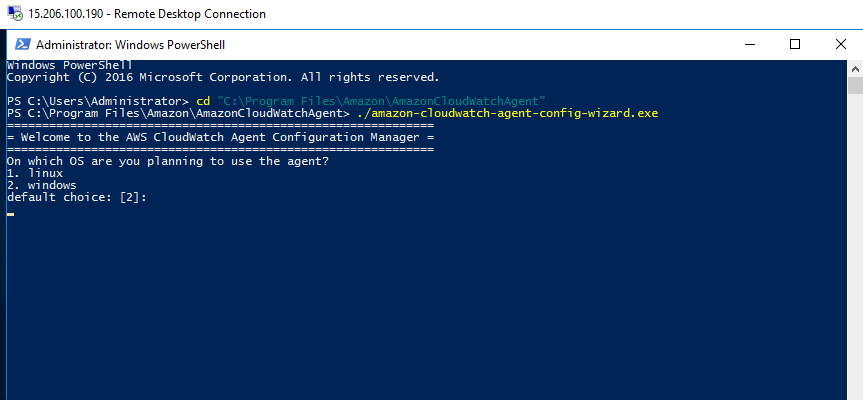 15.206.100.190 - Remote Desktop Connection
Administrator: Windows PowerShell
Windows PowerShell
Copyright (C) 2016 Microsoft Corporation. All rights reserved.
PS C:\Users\Administrator> cd "C:\Program Files\Amazon\AmazonCloudWatchAgent"
PS C:\Program Files\Amazon\AmazonCloudWatchAgent> ./amazon-cloudwatch-agent-config-wizard.exe
=============================================================
= Welcome to the AWS CloudWatch Agent Configuration Manager =
=============================================================
On which OS are you planning to use the agent?
1. linux
2. windows
default choice: [2]: